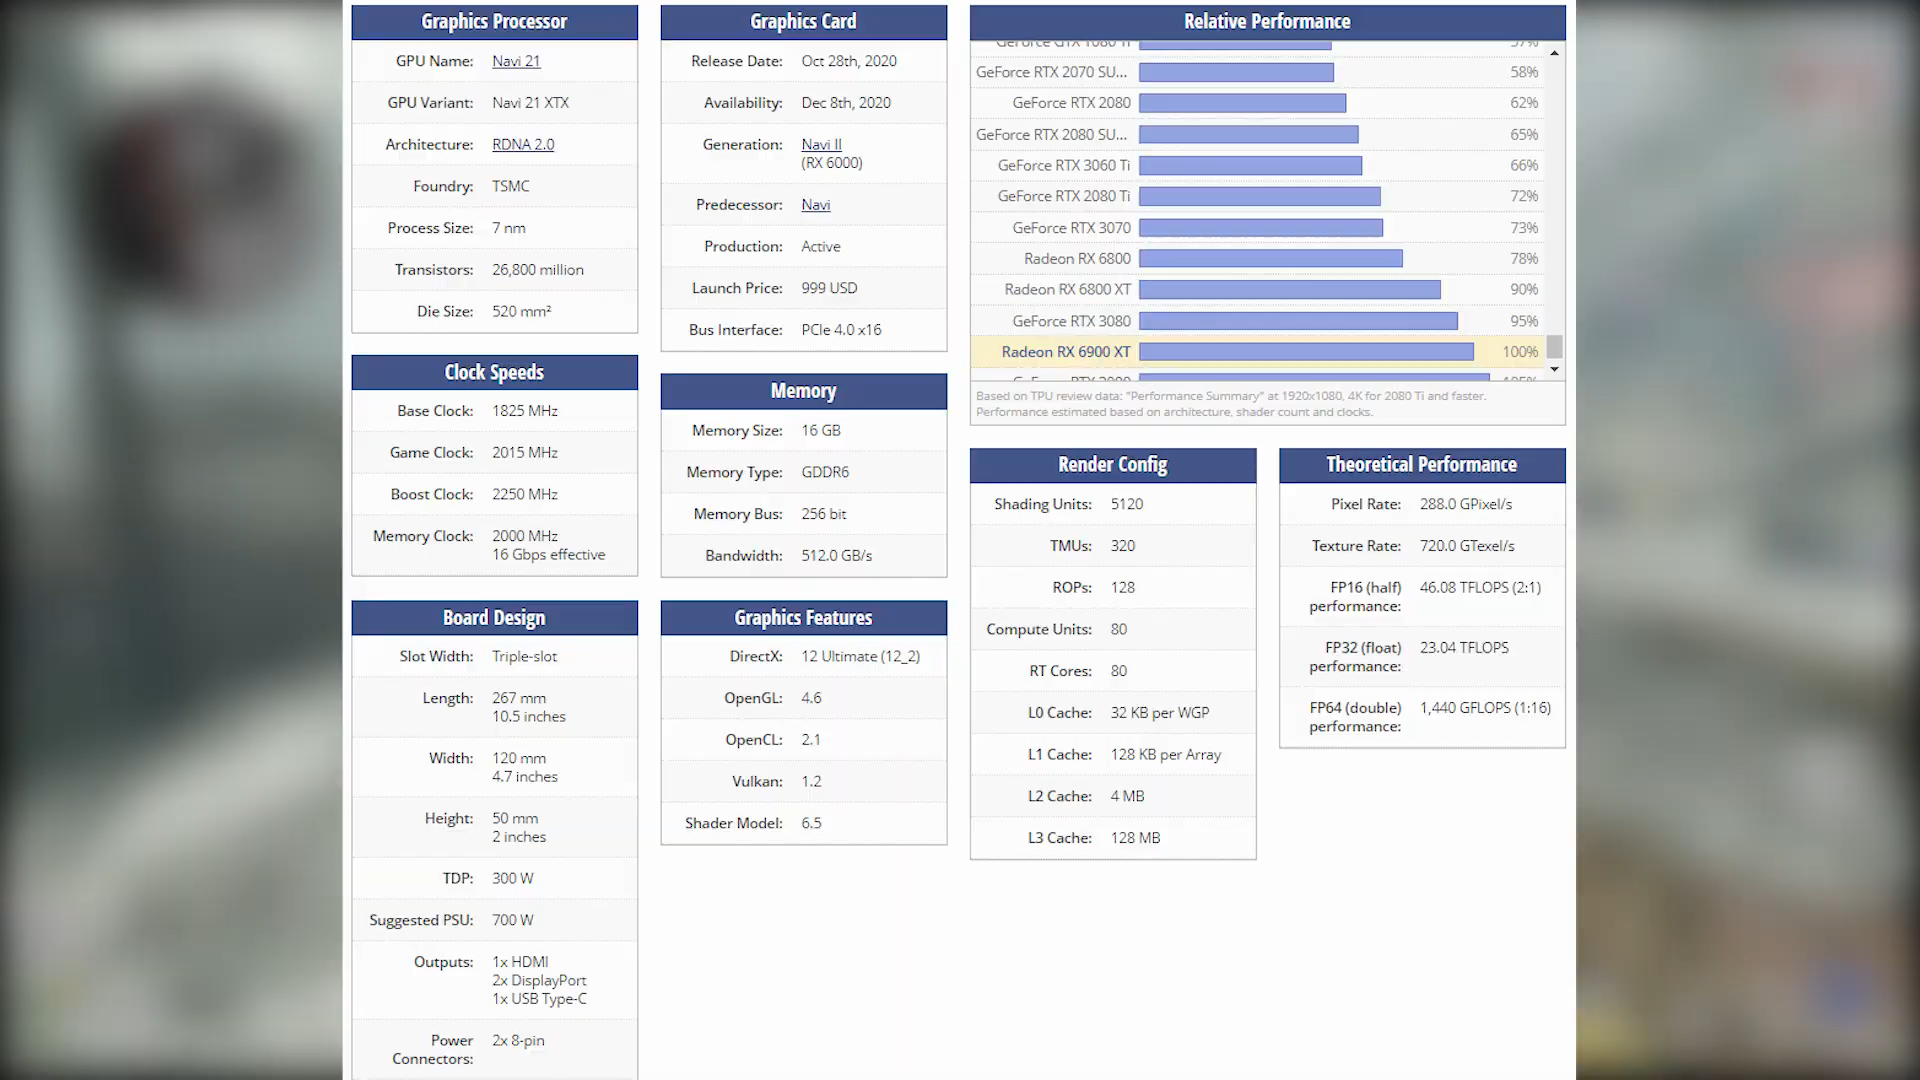 Graphics Processor
GPU Name: Navi 21
GPU Variant: Navi 21 XTX
Architecture: RDNA 2.0
Foundry: TSMC
Process Size: 7 nm
Transistors: 26,800 million
Die Size: 520 mm²
Clock Speeds
Base Clock: 1825 MHz
Game Clock: 2015 MHz
Boost Clock: 2250 MHz
Memory Clock: 2000 MHz
16 Gbps effective
Board Design
Slot Width: Triple-slot
Length: 267 mm
10.5 inches
Width: 120 mm
4.7 inches
Height: 50 mm
2 inches
TDP: 300 W
Suggested PSU: 700 W
Outputs: 1x HDMI
2x DisplayPort
1x USB Type-C
Power 2x 8-pin
Connectors:
Graphics Card
Release Date: Oct 28th, 2020
Availability: Dec 8th, 2020
Generation: Navi II
(RX 6000)
Predecessor: Navi
Production: Active
Launch Price: 999 USD
Bus Interface: PCIe 4.0 x16
Memory
Memory Size: 16 GB
Memory Type: GDDR6
Memory Bus: 256 bit
Bandwidth: 512.0 GB/s
Graphics Features
DirectX: 12 Ultimate (12_2)
OpenGL: 4.6
OpenCL: 2.1
Vulkan: 1.2
Shader Model: 6.5
Relative Performance
GeForce GTX 1080 Ti 57%
GeForce RTX 2070 SU... 58%
GeForce RTX 2080 62%
GeForce RTX 2080 SU... 65%
GeForce RTX 3060 Ti 66%
GeForce RTX 2080 Ti 72%
GeForce RTX 3070 73%
Radeon RX 6800 78%
Radeon RX 6800 XT 90%
GeForce RTX 3080 95%
Radeon RX 6900 XT 100%
Based on TPU review data: "Performance Summary" at 1920x1080, 4K for 2080 Ti and faster.
Performance estimated based on architecture, shader count and clocks.
Render Config
Shading Units: 5120
TMUs: 320
ROPs: 128
Compute Units: 80
RT Cores: 80
L0 Cache: 32 KB per WGP
L1 Cache: 128 KB per Array
L2 Cache: 4 MB
L3 Cache: 128 MB
Theoretical Performance
Pixel Rate: 288.0 GPixel/s
Texture Rate: 720.0 GTexel/s
FP16 (half) 46.08 TFLOPS (2:1)
performance:
FP32 (float) 23.04 TFLOPS
performance:
FP64 (double) 1,440 GFLOPS (1:16)
performance: